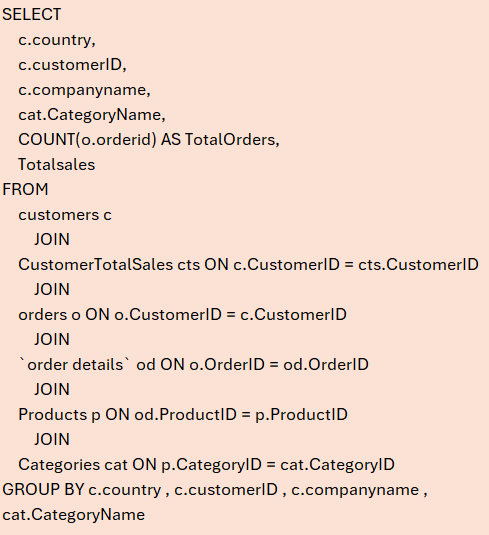 SELECT
c.country,
c.customerID,
c.companyname,
cat.CategoryName,
COUNT(o.orderid) AS TotalOrders,
Totalsales
FROM
customers c
JOIN
CustomerTotalSales cts ON c.CustomerID = cts.CustomerID
JOIN
orders o ON o.CustomerID = c.CustomerID
JOIN
`order details` od ON o.OrderID = od.OrderID
JOIN
Products p ON od.ProductID = p.ProductID
JOIN
Categories cat ON p.CategoryID = cat.CategoryID
GROUP BY c.country , c.customerID , c.companyname ,
cat.CategoryName